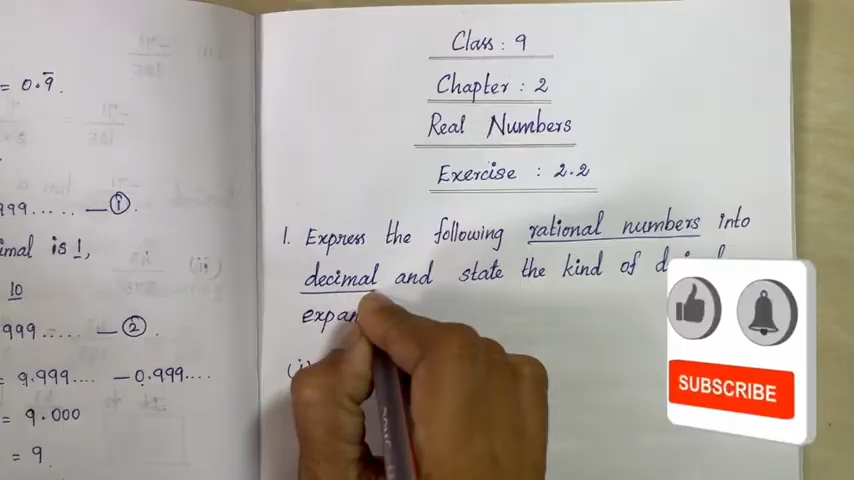 = 0.9̅.
999..... — ①.
imal is 1,
10
999..... — ②.
= 9.999.... - 0.999....
= 9.000
= 9.
Class : 9
Chapter : 2
Real Numbers
Exercise : 2.2
1. Express the following rational numbers into
decimal and state the kind of
SUBSCRIBE